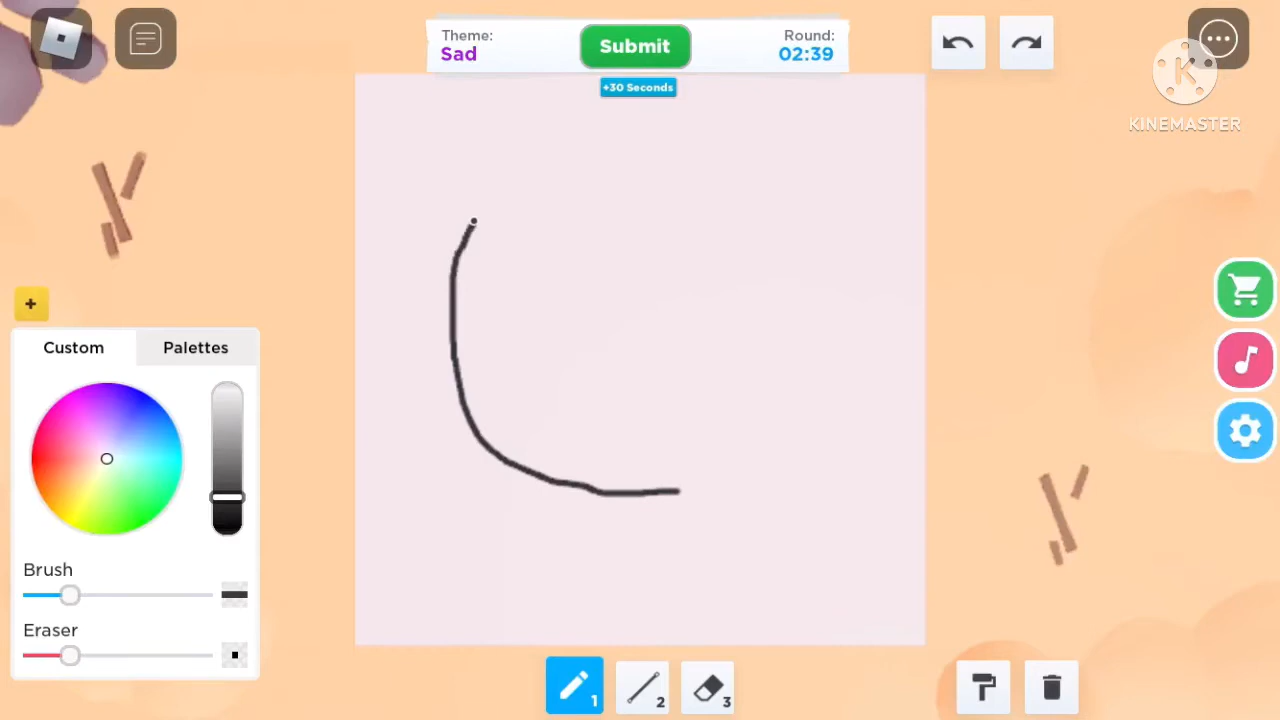 Theme:
Sad
Submit
Round:
02:39
+30 Seconds
K
KINEMASTER
+
Custom
Palettes
Brush
Eraser
1
2
3